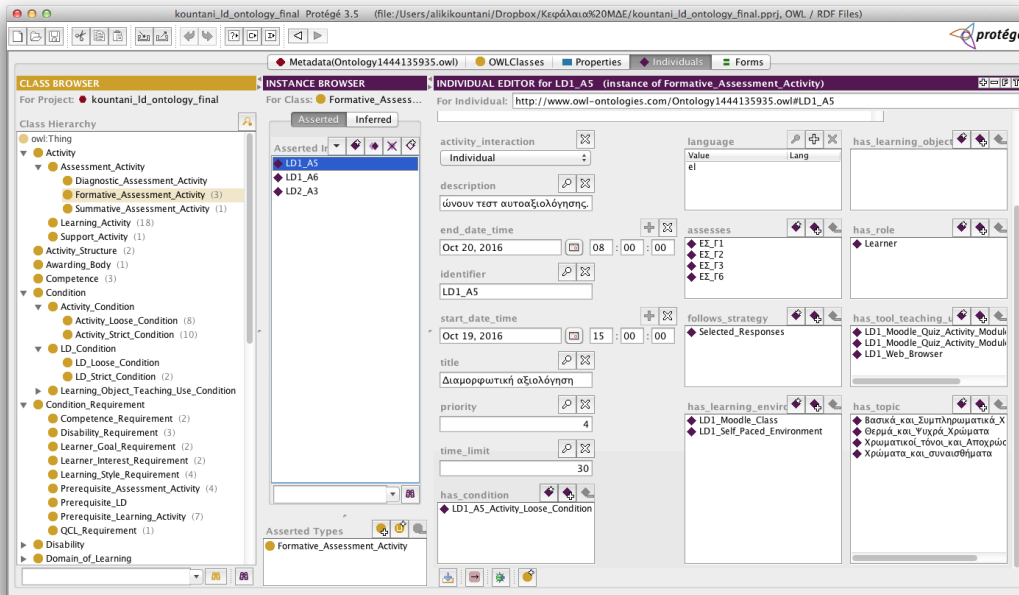 kountani_ld_ontology_final Protégé 3.5 (file:/Users/alikikountani/Dropbox/Κεφάλαια%20ΜΔΕ/kountani_ld_ontology_final.pprj, OWL / RDF Files)
protégé
Metadata(Ontology1444135935.owl) OWLClasses Properties Individuals Forms
CLASS BROWSER
For Project: kountani_ld_ontology_final
Class Hierarchy
owl:Thing
Activity
Assessment_Activity
Diagnostic_Assessment_Activity
Formative_Assessment_Activity (3)
Summative_Assessment_Activity (1)
Learning_Activity (18)
Support_Activity (1)
Activity_Structure (2)
Awarding_Body (1)
Competence (3)
Condition
Activity_Condition
Activity_Loose_Condition (8)
Activity_Strict_Condition (10)
LD_Condition
LD_Loose_Condition
LD_Strict_Condition (2)
Learning_Object_Teaching_Use_Condition
Condition_Requirement
Competence_Requirement (2)
Disability_Requirement (3)
Learner_Goal_Requirement (2)
Learner_Interest_Requirement (2)
Learning_Style_Requirement (4)
Prerequisite_Assessment_Activity (4)
Prerequisite_LD
Prerequisite_Learning_Activity (7)
QCL_Requirement (1)
Disability
Domain_of_Learning
INSTANCE BROWSER
For Class: Formative_Assess...
Asserted Inferred
Asserted Ir
LD1_A5
LD1_A6
LD2_A3
Asserted Types
Formative_Assessment_Activity
INDIVIDUAL EDITOR for LD1_A5 (instance of Formative_Assessment_Activity)
For Individual: http://www.owl-ontologies.com/Ontology1444135935.owl#LD1_A5
activity_interaction
Individual
description
ώνουν τεστ αυτοαξιολόγησης.
end_date_time
Oct 20, 2016 08 : 00 : 00
identifier
LD1_A5
start_date_time
Oct 19, 2016 15 : 00 : 00
title
Διαμορφωτική αξιολόγηση
priority
4
time_limit
30
has_condition
LD1_A5_Activity_Loose_Condition
language
Value Lang
el
assesses
ΕΣ_Γ1
ΕΣ_Γ2
ΕΣ_Γ3
ΕΣ_Γ6
follows_strategy
Selected_Responses
has_learning_enviro
LD1_Moodle_Class
LD1_Self_Paced_Environment
has_learning_object
has_role
Learner
has_tool_teaching_u
LD1_Moodle_Quiz_Activity_Module
LD1_Moodle_Quiz_Activity_Module
LD1_Web_Browser
has_topic
Βασικά_και_Συμπληρωματικά_Χ
Θερμά_και_Ψυχρά_Χρώματα
Χρωματικοί_τόνοι_και_Αποχρώσ
Χρώματα_και_συναισθήματα